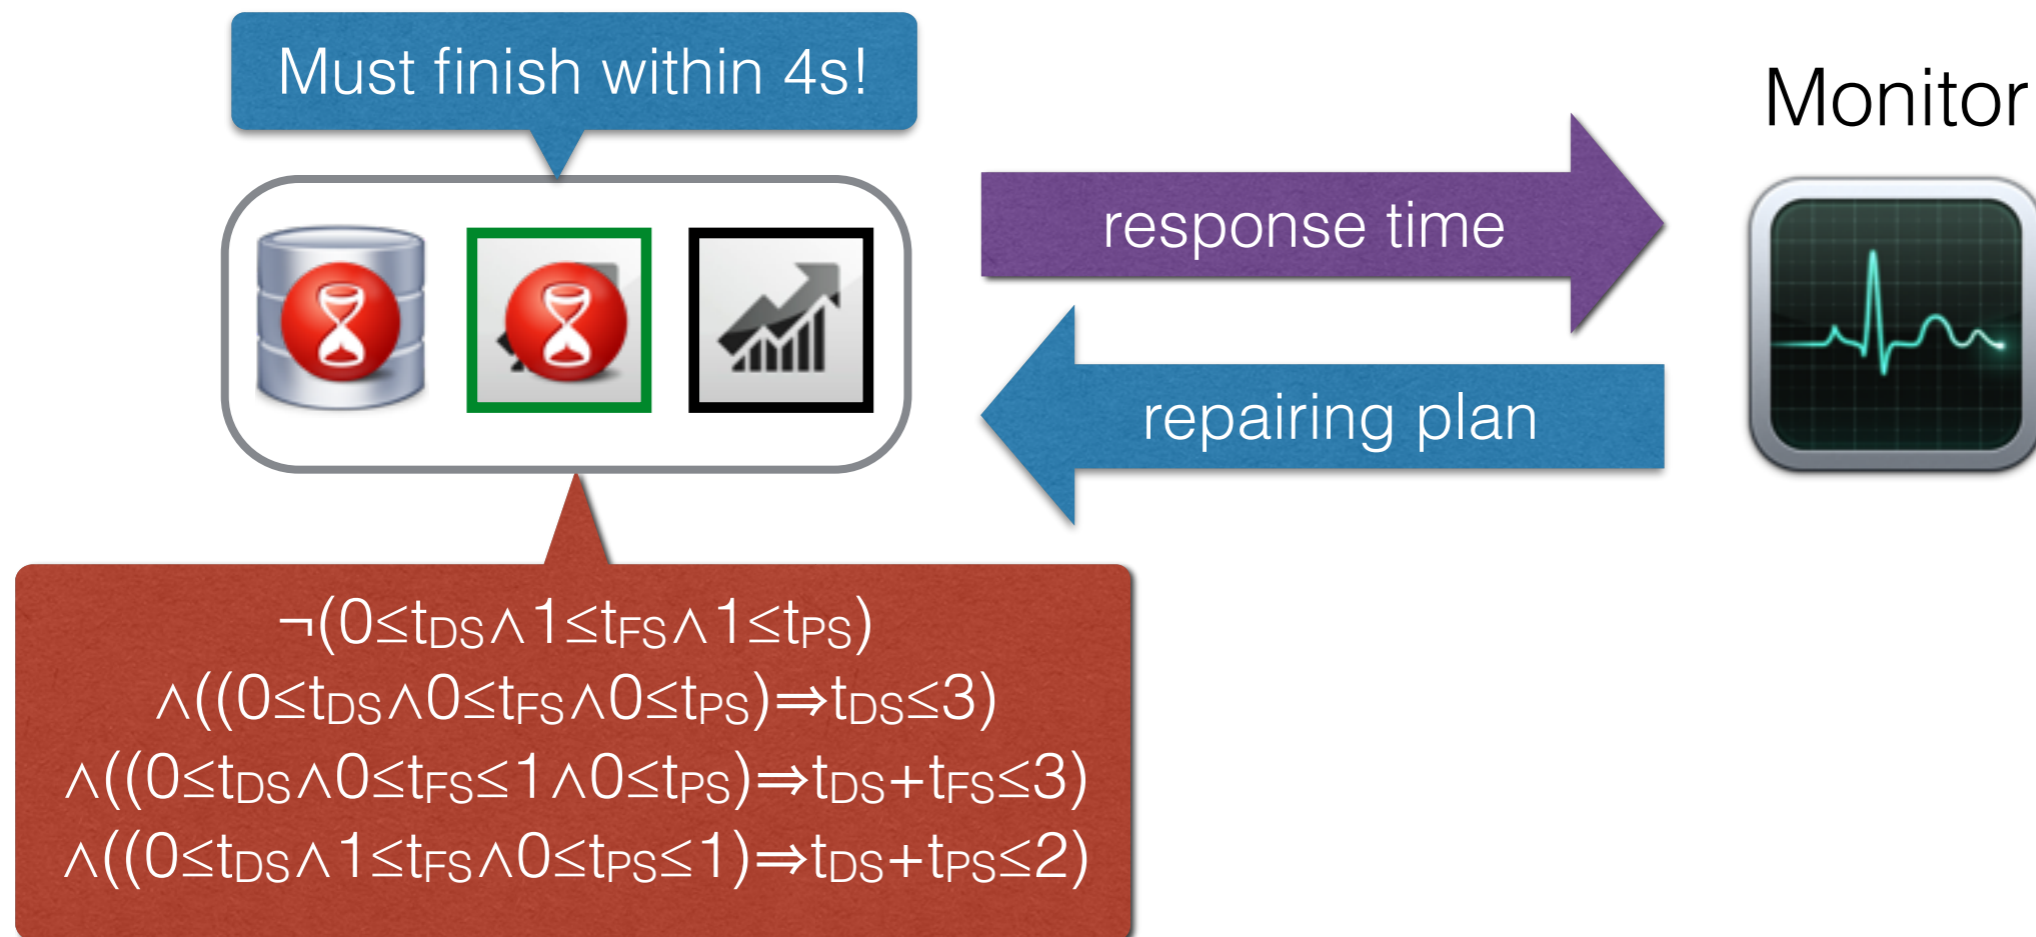 Must finish within 4s!
Monitor
response time
repairing plan
¬(0≤tDS∧1≤tFS∧1≤tPS)
∧((0≤tDS∧0≤tFS∧0≤tPS)⇒tDS≤3)
∧((0≤tDS∧0≤tFS≤1∧0≤tPS)⇒tDS+tFS≤3)
∧((0≤tDS∧1≤tFS∧0≤tPS≤1)⇒tDS+tPS≤2)